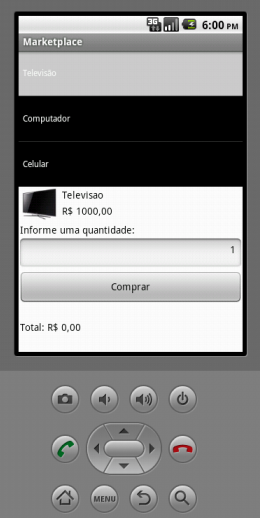 3G
6:00 PM
Marketplace
Televisão
Computador
Celular
Televisao
R$ 1000,00
Informe uma quantidade:
1
Comprar
Total: R$ 0,00
MENU